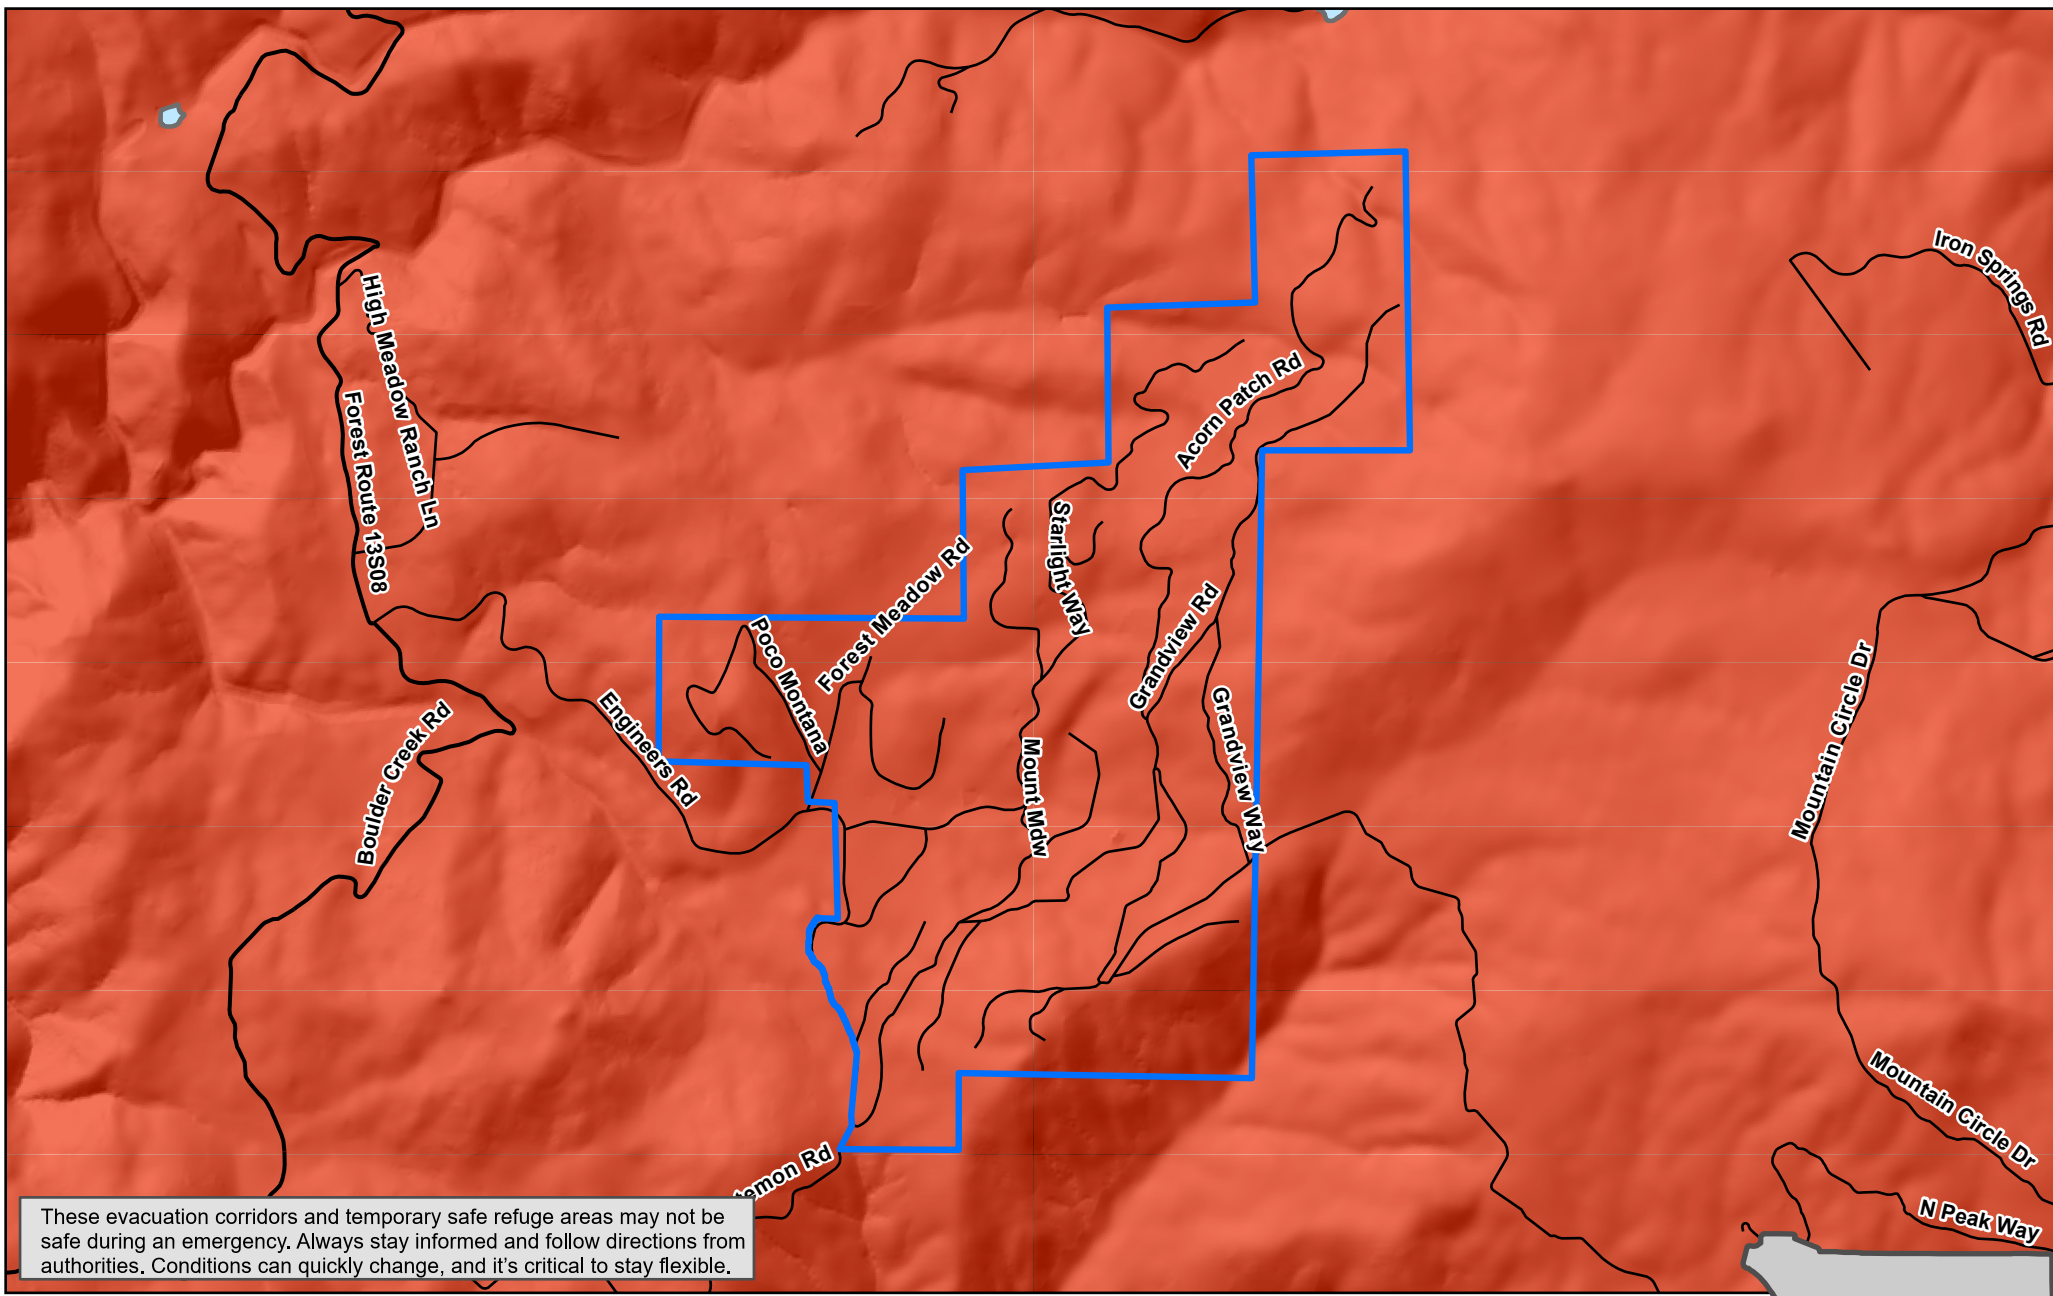 Iron Springs Rd
High Meadow Ranch Ln
Forest Route 13S08
Acorn Patch Rd
Starlight Way
Forest Meadow Rd
Poco Montana
Grandview Rd
Engineers Rd
Grandview Way
Mount Mdw
Boulder Creek Rd
Mountain Circle Dr
Mountain Circle Dr
temon Rd
N Peak Way
These evacuation corridors and temporary safe refuge areas may not be
safe during an emergency. Always stay informed and follow directions from
authorities. Conditions can quickly change, and it's critical to stay flexible.